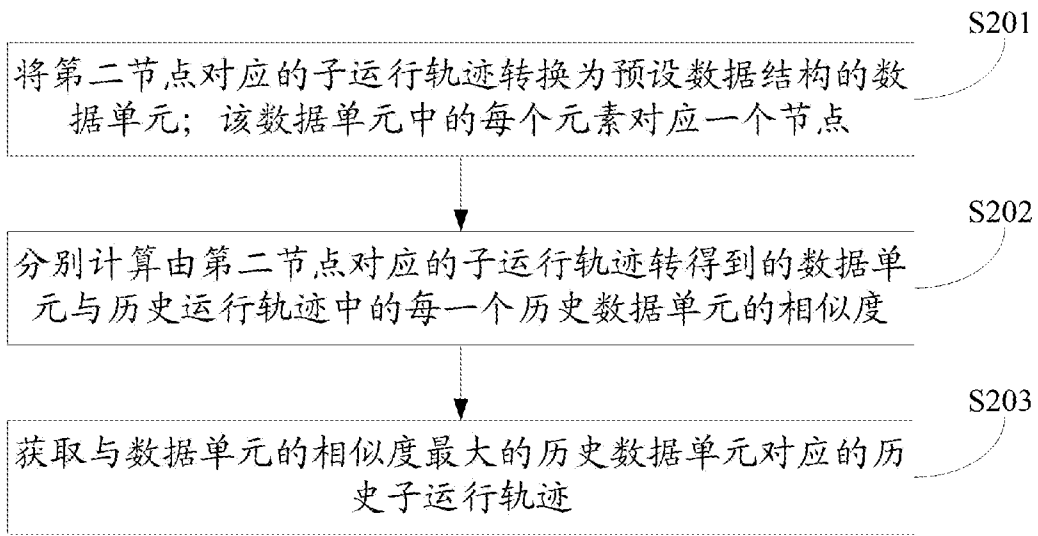 S201
将第二节点对应的子运行轨迹转换为预设数据结构的数
据单元；该数据单元中的每个元素对应一个节点
S202
分别计算由第二节点对应的子运行轨迹转得到的数据单
元与历史运行轨迹中的每一个历史数据单元的相似度
S203
获取与数据单元的相似度最大的历史数据单元对应的历
史子运行轨迹